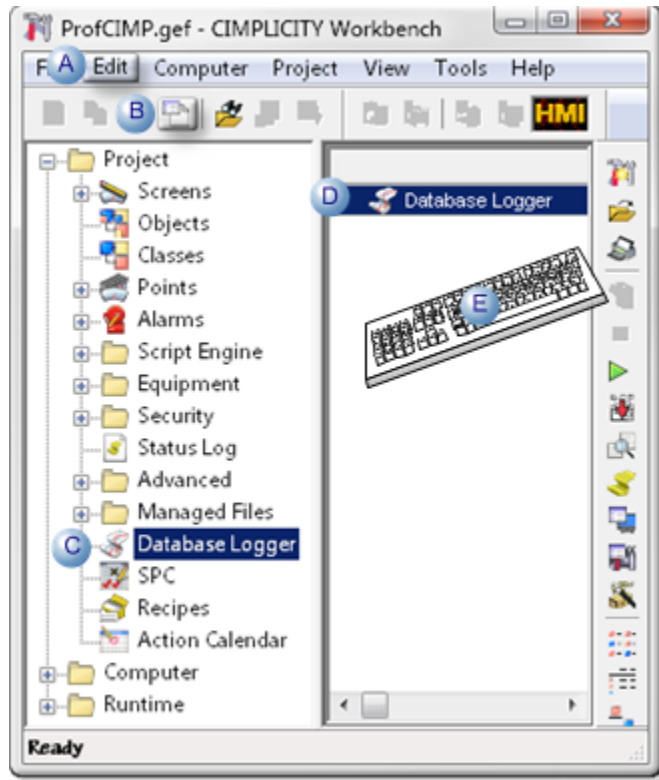 ProfCIMP.gef - CIMPLICITY Workbench
F A Edit Computer Project View Tools Help
B HMI
Project
Screens
Objects
Classes
Points
Alarms
Script Engine
Equipment
Security
Status Log
Advanced
Managed Files
C Database Logger
SPC
Recipes
Action Calendar
Computer
Runtime
D Database Logger
E
Ready